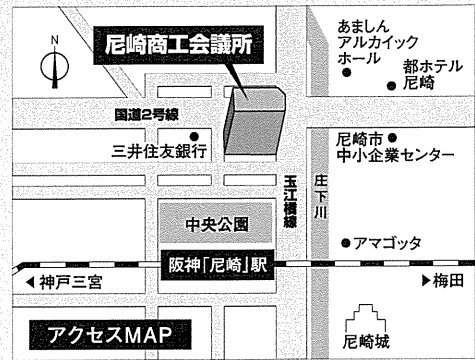 N
尼崎商工会議所
あましん
アルカイック
ホール
都ホテル
尼崎
国道2号線
三井住友銀行
尼崎市
中小企業センター
玉江橋線
庄下川
中央公園
アマゴッタ
阪神「尼崎」駅
◀神戸三宮
▶梅田
アクセスMAP
尼崎城